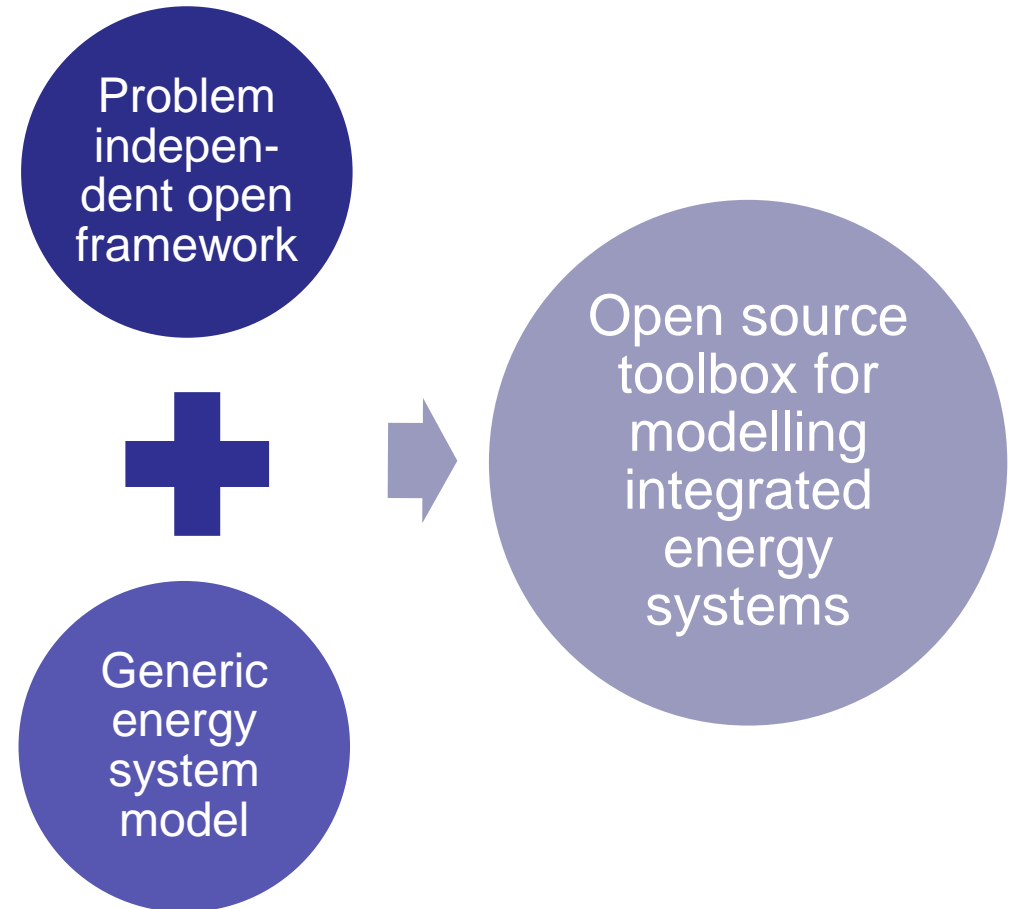 Problem
indepen-
dent open
framework
Generic
energy
system
model
Open source
toolbox for
modelling
integrated
energy
systems